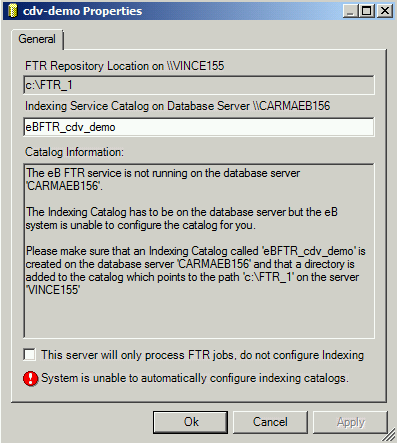 cdv-demo Properties
General
FTR Repository Location on \\VINCE155
c:\FTR_1
Indexing Service Catalog on Database Server \\CARMAEB156
eBFTR_cdv_demo
Catalog Information:
The eB FTR service is not running on the database server
'CARMAEB156'.
The Indexing Catalog has to be on the database server but the eB
system is unable to configure the catalog for you.
Please make sure that an Indexing Catalog called 'eBFTR_cdv_demo' is
created on the database server 'CARMAEB156' and that a directory is
added to the catalog which points to the path 'c:\FTR_1' on the server
'VINCE155'
This server will only process FTR jobs, do not configure Indexing
System is unable to automatically configure indexing catalogs.
Ok
Cancel
Apply